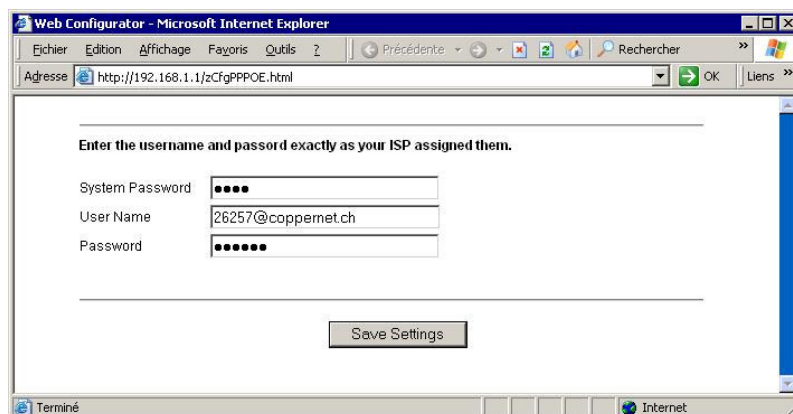 Web Configurator - Microsoft Internet Explorer
Fichier Edition Affichage Favoris Outils ? Précédente Rechercher »
Adresse http://192.168.1.1/zCfgPPPOE.html OK Liens »
Enter the username and passord exactly as your ISP assigned them.
System Password ●●●●
User Name 26257@coppernet.ch
Password ●●●●●●
Save Settings
Terminé Internet